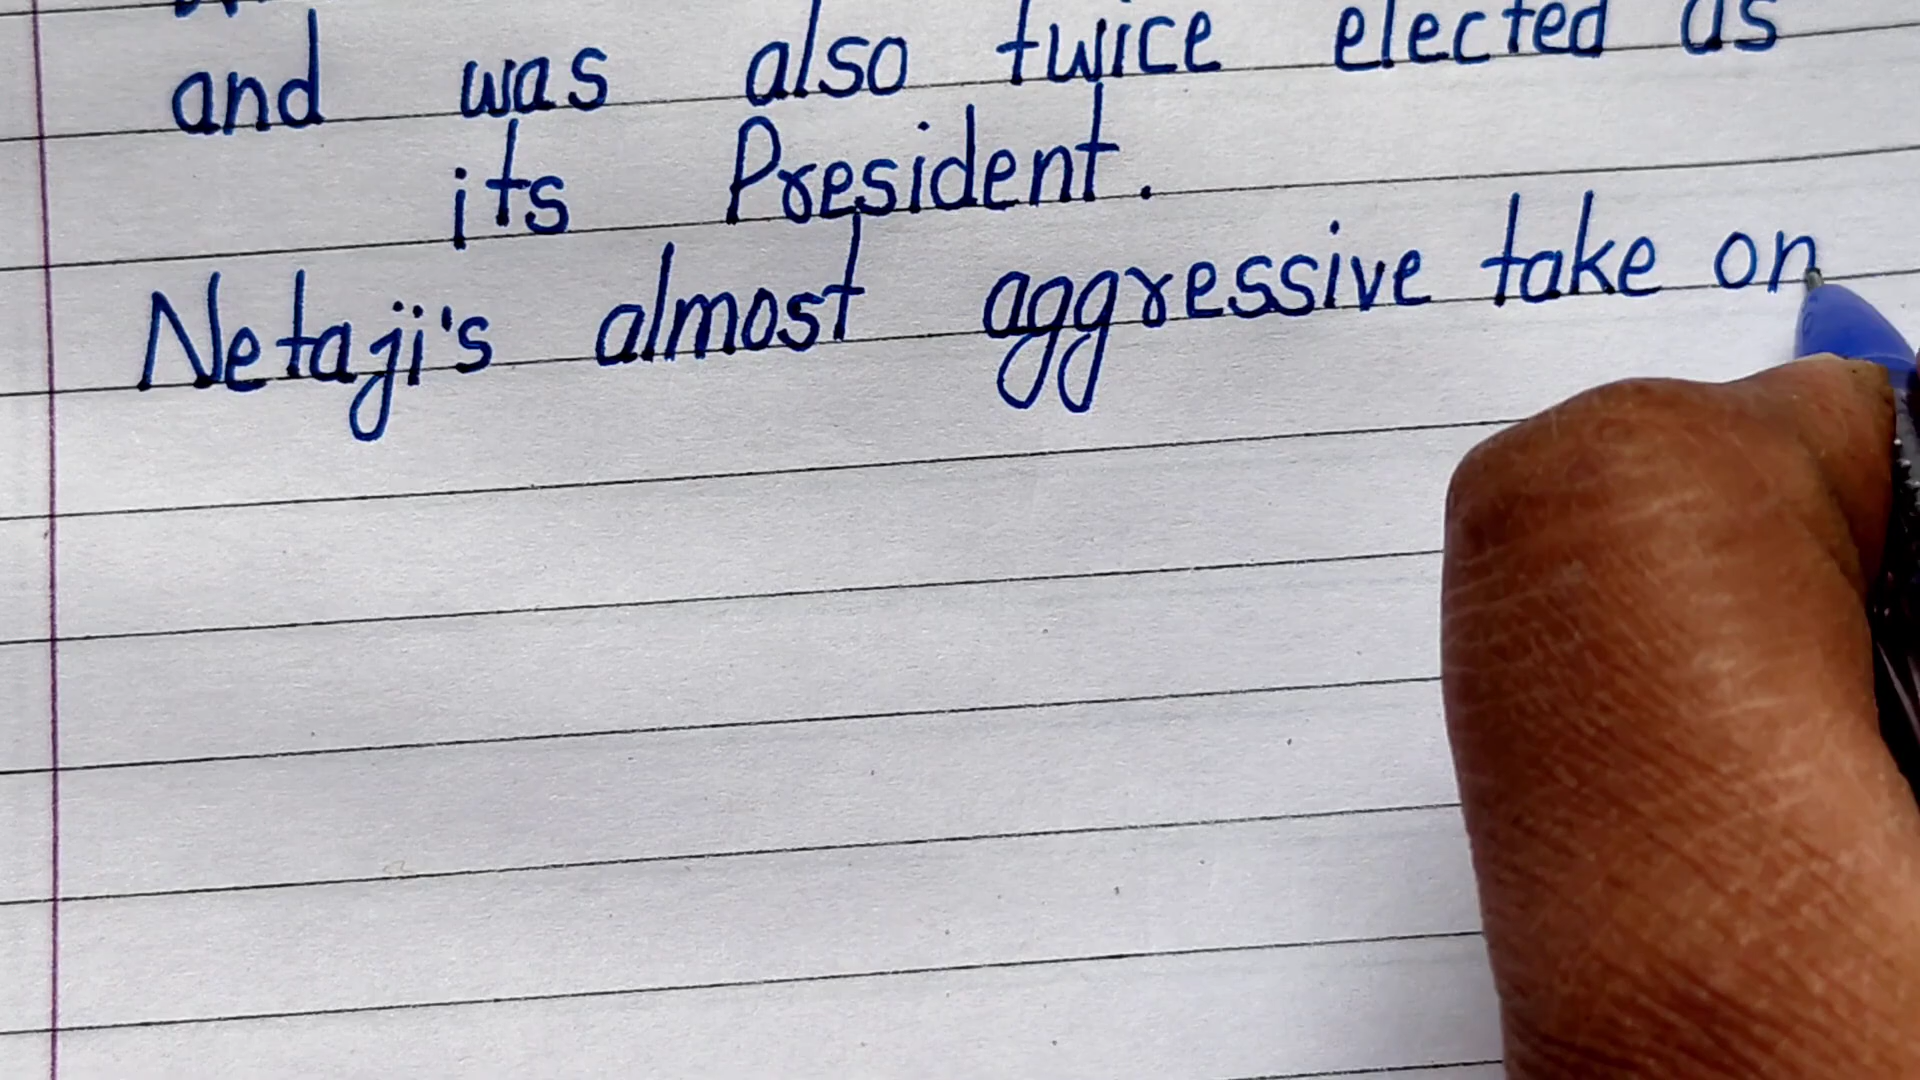 and was also twice elected as
its President.
Netaji's almost aggressive take on